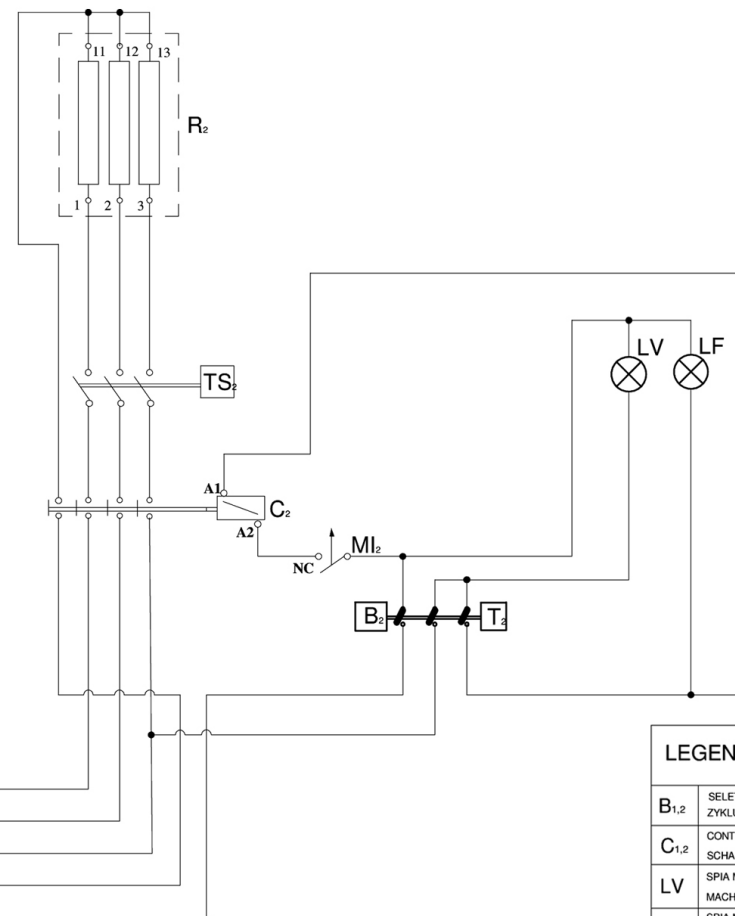 11 12 13
R2
1 2 3
TS2
LV LF
A1
C2
A2
MI2
NC
B2 T2
LEGEN
B1,2
SELE
ZYKLU
C1,2
CONT
SCHA
LV
SPIA M
MACH